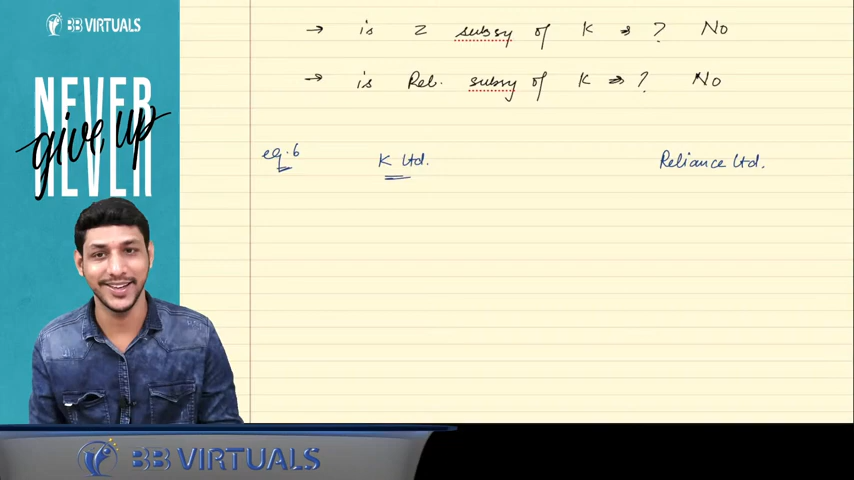 BB VIRTUALS
NEVER
give up
NEVER
→ is Z subsy of K ⇒ ? No
→ is Rel. subsy of K ⇒ ? No
eg. 6 K Ltd. Reliance Ltd.
BB VIRTUALS